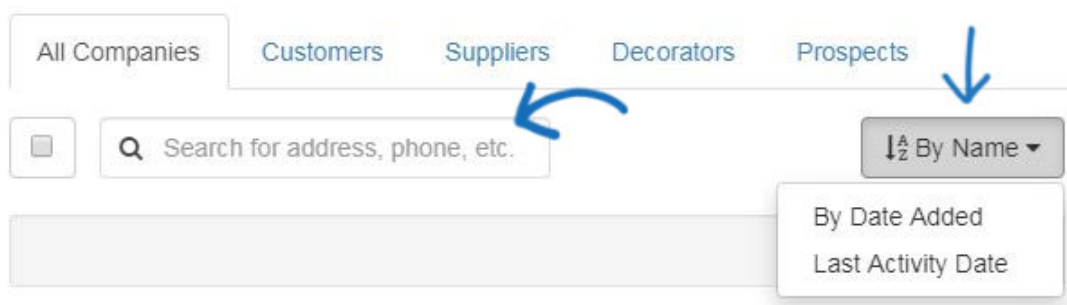 All Companies Customers Suppliers Decorators Prospects
Search for address, phone, etc. By Name
By Date Added
Last Activity Date